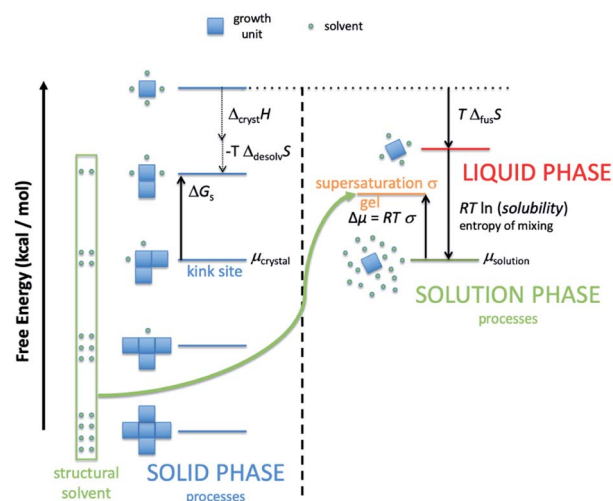 growth
unit
solvent
Free Energy (kcal / mol)
Δcryst H
-T Δdesolv S
ΔGs
μcrystal
kink site
structural
solvent
SOLID PHASE
processes
T Δfus S
LIQUID PHASE
supersaturation σ
gel
Δμ = RT σ
RT ln (solubility)
entropy of mixing
μsolution
SOLUTION PHASE
processes